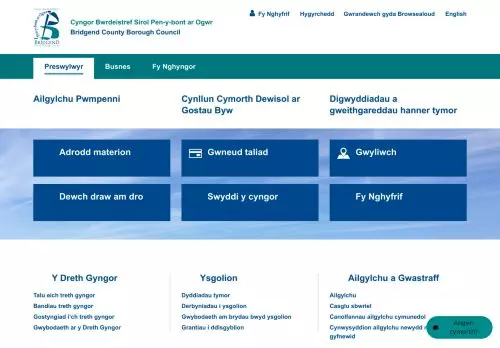 Cyngor Bwrdeistref Sirol Pen-y-bont ar Ogwr
Bridgend County Borough Council
BRIDGEND
Fy Nghyfrif
Hygyrchedd
Gwrandewch gyda Browsealoud
English
Preswylwyr
Busnes
Fy Nghyngor
Ailgylchu Pwmpenni
Cynllun Cymorth Dewisol ar
Gostau Byw
Digwyddiadau a
gweithgareddau hanner tymor
Adrodd materion
Gwneud taliad
Gwyliwch
Dewch draw am dro
Swyddi y cyngor
Fy Nghyfrif
Y Dreth Gyngor
Talu eich treth gyngor
Bandiau treth gyngor
Gostyngiad i'ch treth gyngor
Gwybodaeth ar y Dreth Gyngor
Ysgolion
Dyddiadau tymor
Derbyniadau i ysgolion
Gwybodaeth am brydau bwyd ysgolion
Grantiau i ddisgyblion
Ailgylchu a Gwastraff
Ailgylchu
Casglu sbwriel
Canolfannau ailgylchu cymunedol
Cynwysyddion ailgylchu newydd
gyfnewid
Angen
cymorth?